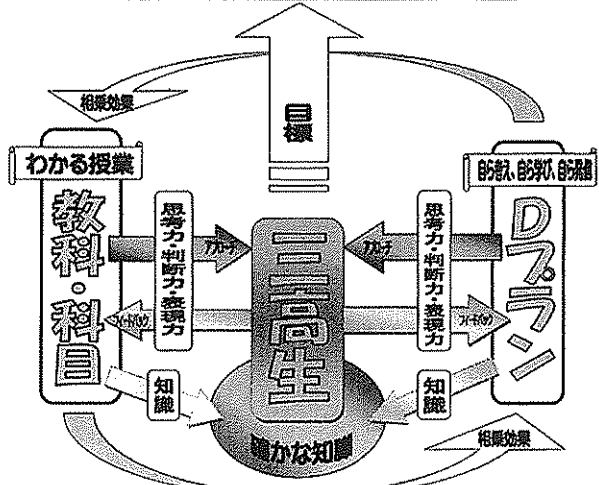 目標
相乗効果
わかる授業
自ら考え、自ら学び、自ら発信
教科・科目
思考力・判断力・表現力
アプローチ
フィードバック
三三高生
アプローチ
フィードバック
思考力・判断力・表現力
Dプラン
知識
知識
確かな知識
相乗効果